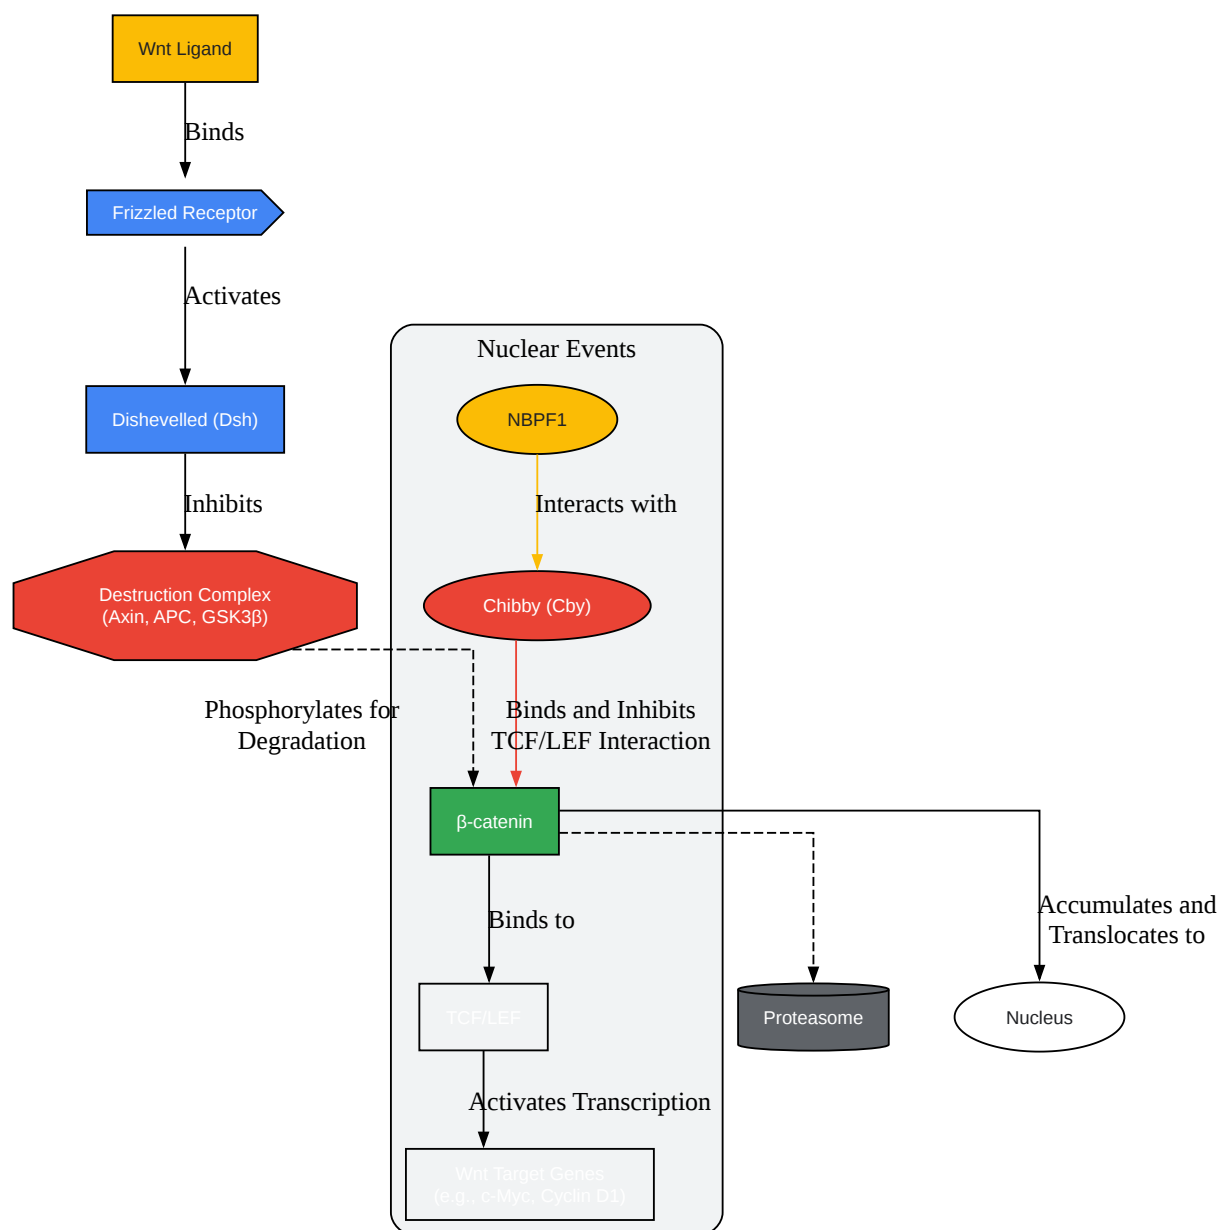 Wnt Ligand
Binds
Frizzled Receptor
Activates
Dishevelled (Dsh)
Inhibits
Destruction Complex
(Axin, APC, GSK3β)
Phosphorylates for
Degradation
Nuclear Events
NBPF1
Interacts with
Chibby (Cby)
Binds and Inhibits
TCF/LEF Interaction
β-catenin
Binds to
TCF/LEF
Activates Transcription
Wnt Target Genes
(e.g., c-Myc, Cyclin D1)
Proteasome
Accumulates and
Translocates to
Nucleus